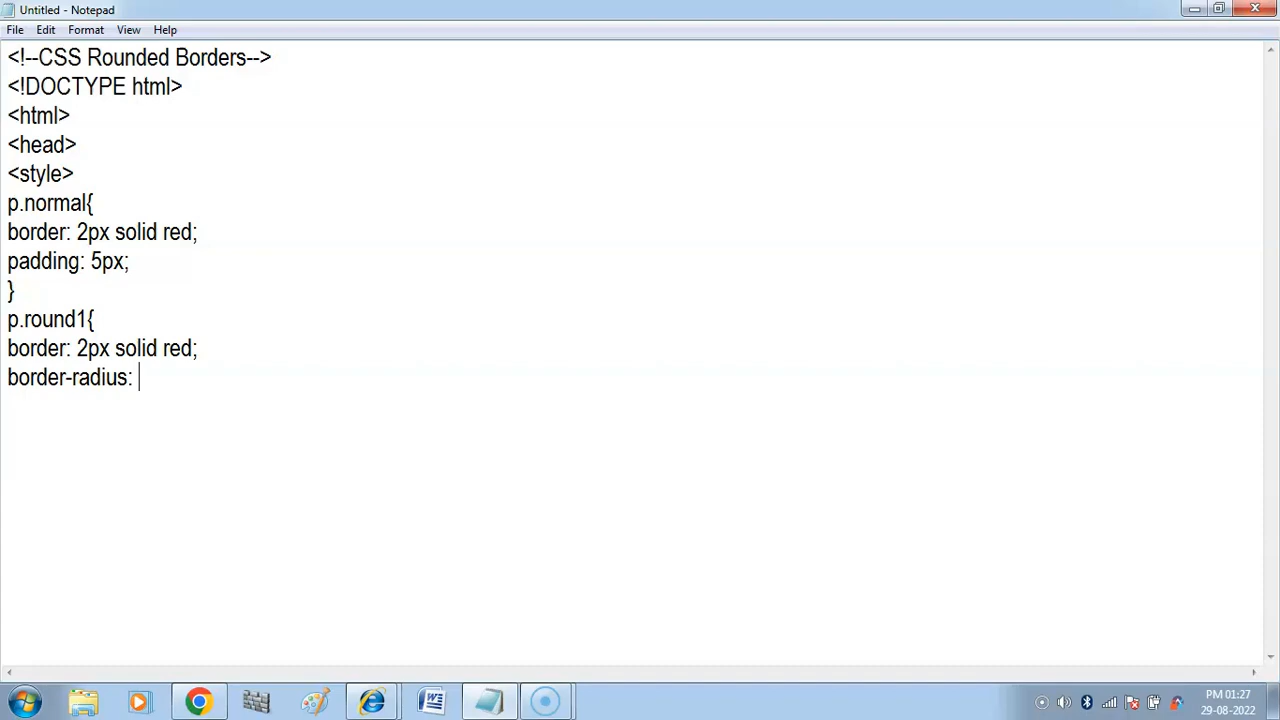 Untitled - Notepad
File Edit Format View Help
<!--CSS Rounded Borders-->
<!DOCTYPE html>
<html>
<head>
<style>
p.normal{
border: 2px solid red;
padding: 5px;
}
p.round1{
border: 2px solid red;
border-radius:
PM 01:27
29-08-2022